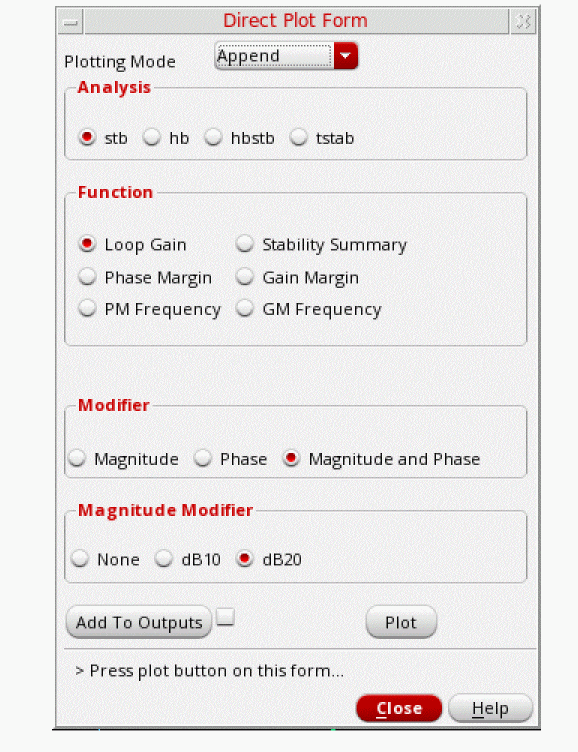 Direct Plot Form
Plotting Mode Append
Analysis
stb hb hbstb tstab
Function
Loop Gain Stability Summary
Phase Margin Gain Margin
PM Frequency GM Frequency
Modifier
Magnitude Phase Magnitude and Phase
Magnitude Modifier
None dB10 dB20
Add To Outputs Plot
> Press plot button on this form...
Close Help